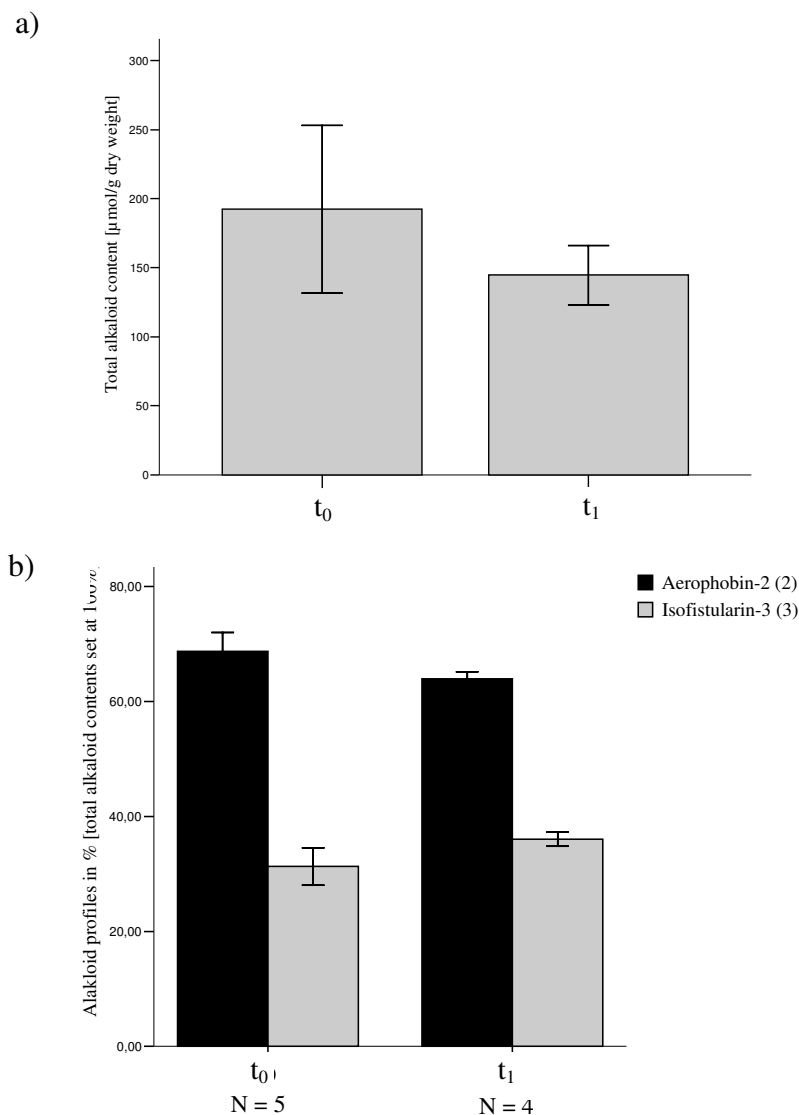 a)
Total alkaloid content [µmol/g dry weight]
300
250
200
150
100
50
0
t0
t1
b)
Alakloid profiles in % [total alkaloid contents set at 100%
80,00
60,00
40,00
20,00
0,00
Aerophobin-2 (2)
Isofistularin-3 (3)
t0 )
t1
N = 5
N = 4